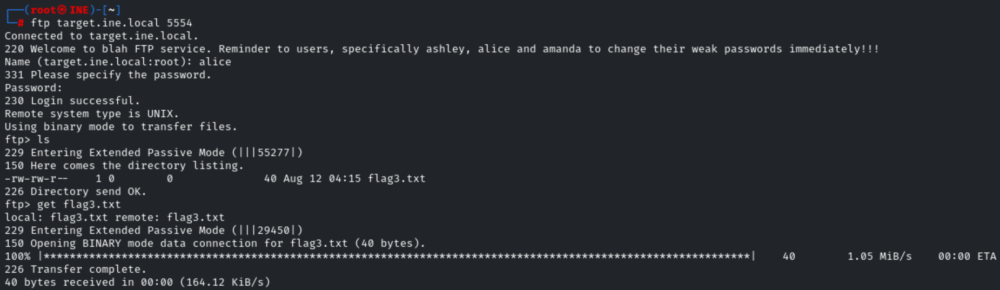 ┌──(root㉿INE)-[~]
└─# ftp target.ine.local 5554
Connected to target.ine.local.
220 Welcome to blah FTP service. Reminder to users, specifically ashley, alice and amanda to change their weak passwords immediately!!!
Name (target.ine.local:root): alice
331 Please specify the password.
Password:
230 Login successful.
Remote system type is UNIX.
Using binary mode to transfer files.
ftp> ls
229 Entering Extended Passive Mode (|||55277|)
150 Here comes the directory listing.
-rw-rw-r--    1 0        0              40 Aug 12 04:15 flag3.txt
226 Directory send OK.
ftp> get flag3.txt
local: flag3.txt remote: flag3.txt
229 Entering Extended Passive Mode (|||29450|)
150 Opening BINARY mode data connection for flag3.txt (40 bytes).
100% |*************************************************************************************************************|    40        1.05 MiB/s    00:00 ETA
226 Transfer complete.
40 bytes received in 00:00 (164.12 KiB/s)